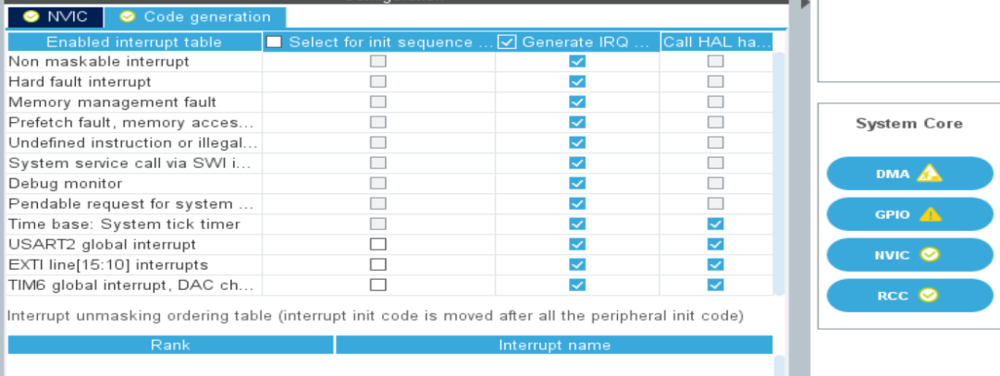 NVIC Code generation
Enabled interrupt table Select for init sequence ... Generate IRQ ... Call HAL ha...
Non maskable interrupt
Hard fault interrupt
Memory management fault
Prefetch fault, memory acces...
Undefined instruction or illegal...
System service call via SWI i...
Debug monitor
Pendable request for system ...
Time base: System tick timer
USART2 global interrupt
EXTI line[15:10] interrupts
TIM6 global interrupt, DAC ch...
Interrupt unmasking ordering table (interrupt init code is moved after all the peripheral init code)
Rank Interrupt name
System Core
DMA
GPIO
NVIC
RCC